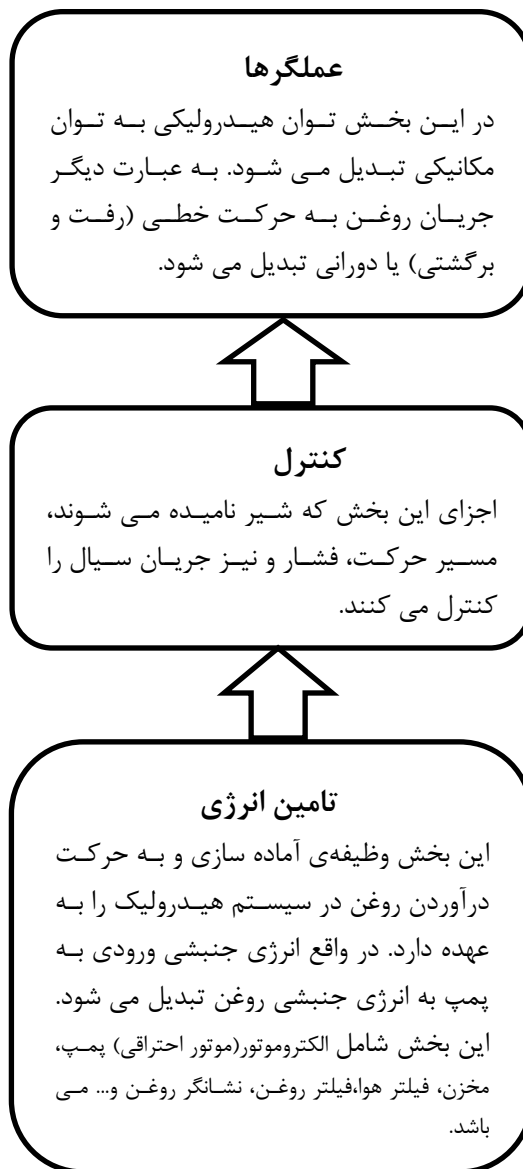 عملگرها
در این بخش توان هیدرولیکی به توان
مکانیکی تبدیل می شود. به عبارت دیگر
جریان روغن به حرکت خطی (رفت و
برگشتی) یا دورانی تبدیل می شود.
کنترل
اجزای این بخش که شیر نامیده می شوند،
مسیر حرکت، فشار و نیز جریان سیال را
کنترل می کنند.
تامین انرژی
این بخش وظیفه‌ی آماده سازی و به حرکت
درآوردن روغن در سیستم هیدرولیک را به
عهده دارد. در واقع انرژی جنبشی ورودی به
پمپ به انرژی جنبشی روغن تبدیل می شود.
این بخش شامل الکتروموتور(موتور احتراقی) پمپ،
مخزن، فیلتر هوا،فیلتر روغن، نشانگر روغن و... می
باشد.